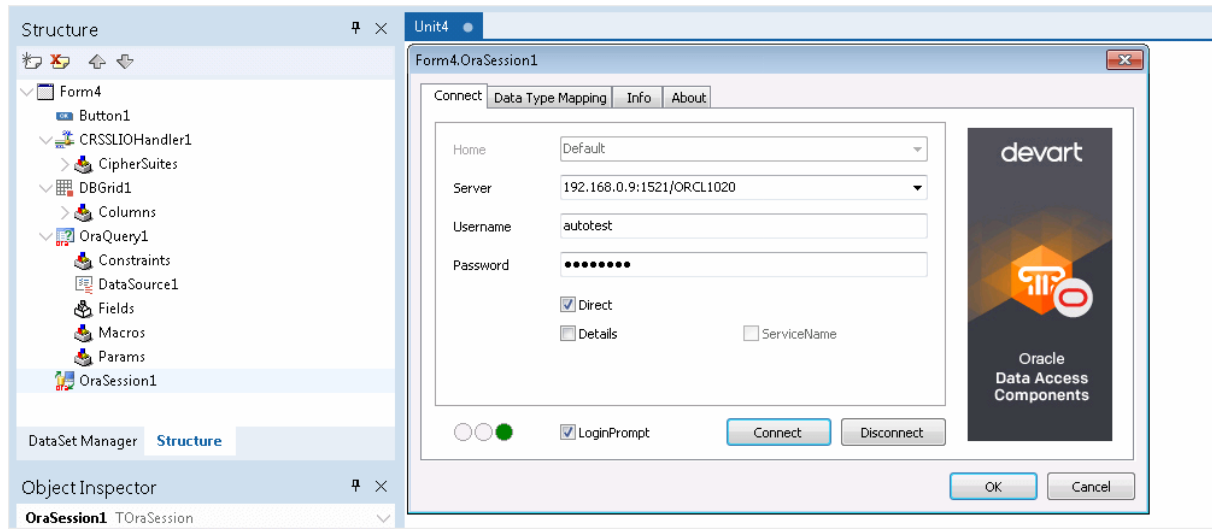 Structure
Form4
Button1
CRSSLIOHandler1
CipherSuites
DBGrid1
Columns
OraQuery1
Constraints
DataSource1
Fields
Macros
Params
OraSession1
DataSet Manager Structure
Object Inspector
OraSession1 TOraSession
Unit4
Form4.OraSession1
Connect Data Type Mapping Info About
Home Default
Server 192.168.0.9:1521/ORCL1020
Username autotest
Password ●●●●●●●●
Direct
Details ServiceName
LoginPrompt Connect Disconnect
devart
Oracle
Data Access
Components
OK Cancel